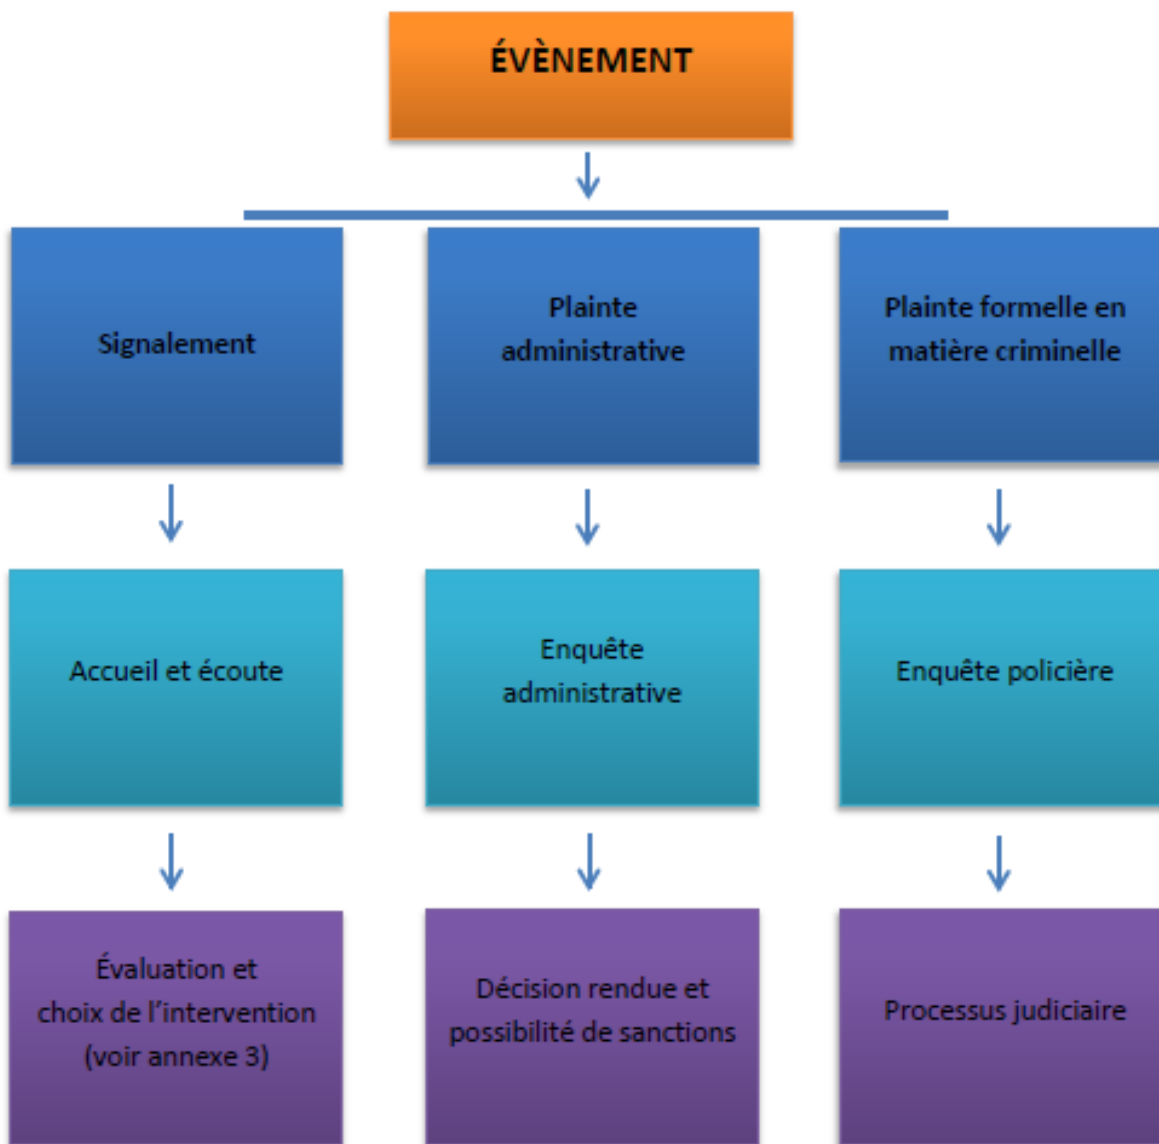 ÉVÈNEMENT
Signalement
Plainte
administrative
Plainte formelle en
matière criminelle
Accueil et écoute
Enquête
administrative
Enquête policière
Évaluation et
choix de l'intervention
(voir annexe 3)
Décision rendue et
possibilité de sanctions
Processus judiciaire